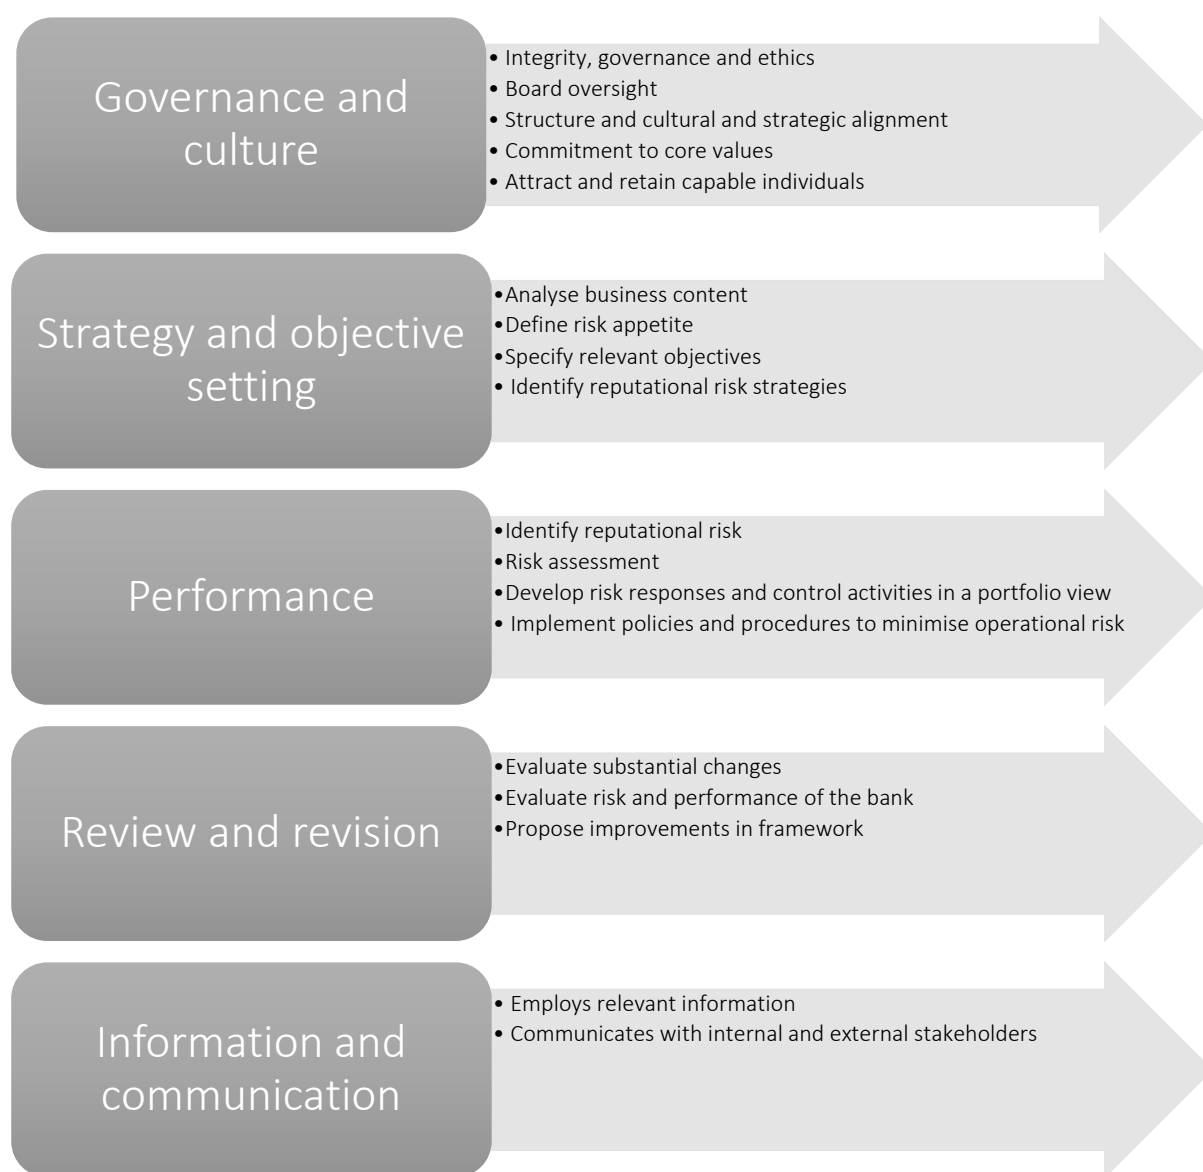 Governance and
culture
• Integrity, governance and ethics
• Board oversight
• Structure and cultural and strategic alignment
• Commitment to core values
• Attract and retain capable individuals
Strategy and objective
setting
•Analyse business content
•Define risk appetite
•Specify relevant objectives
• Identify reputational risk strategies
Performance
•Identify reputational risk
•Risk assessment
•Develop risk responses and control activities in a portfolio view
• Implement policies and procedures to minimise operational risk
Review and revision
•Evaluate substantial changes
•Evaluate risk and performance of the bank
•Propose improvements in framework
Information and
communication
• Employs relevant information
• Communicates with internal and external stakeholders